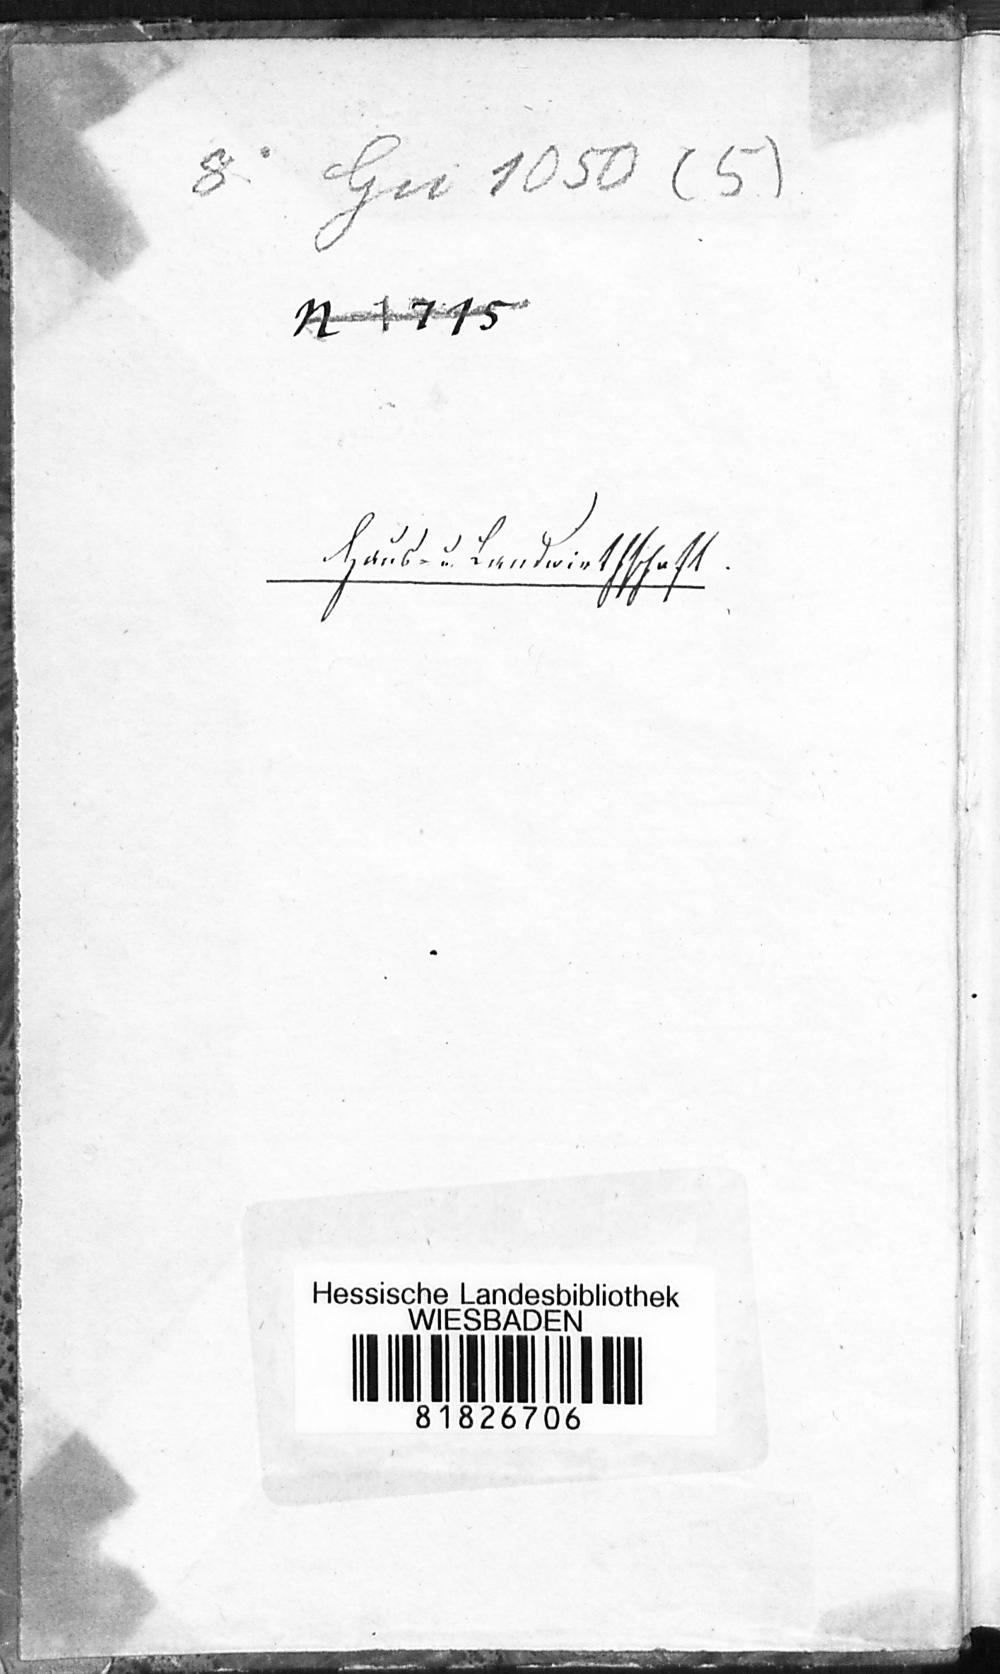 8° Gu 1050 (5)
n 1715
Haus- u. Landwirthschaft.
Hessische Landesbibliothek
WIESBADEN
81826706